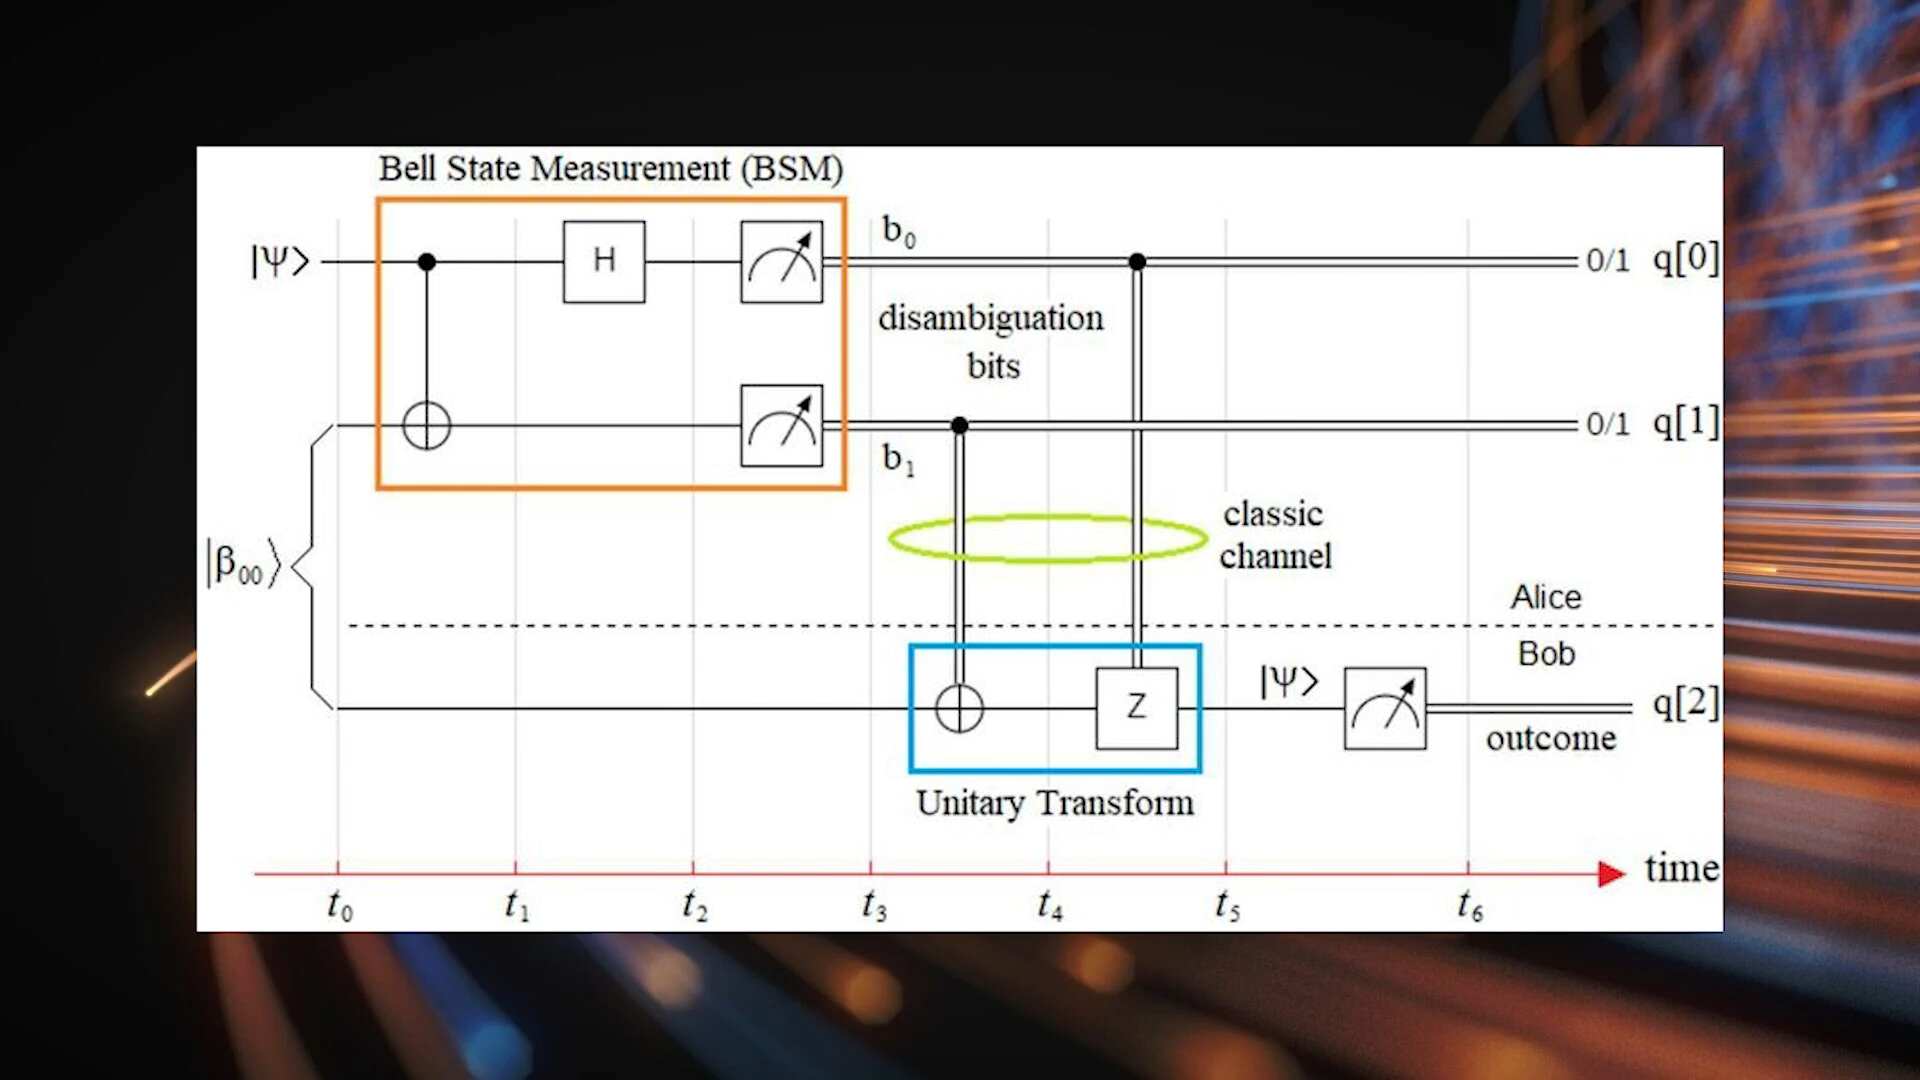 Bell State Measurement (BSM)
|Ψ>
H
b0
0/1 q[0]
disambiguation
bits
0/1 q[1]
b1
classic
channel
|β00⟩
Alice
Bob
|Ψ>
Z
q[2]
outcome
Unitary Transform
time
t0 t1 t2 t3 t4 t5 t6